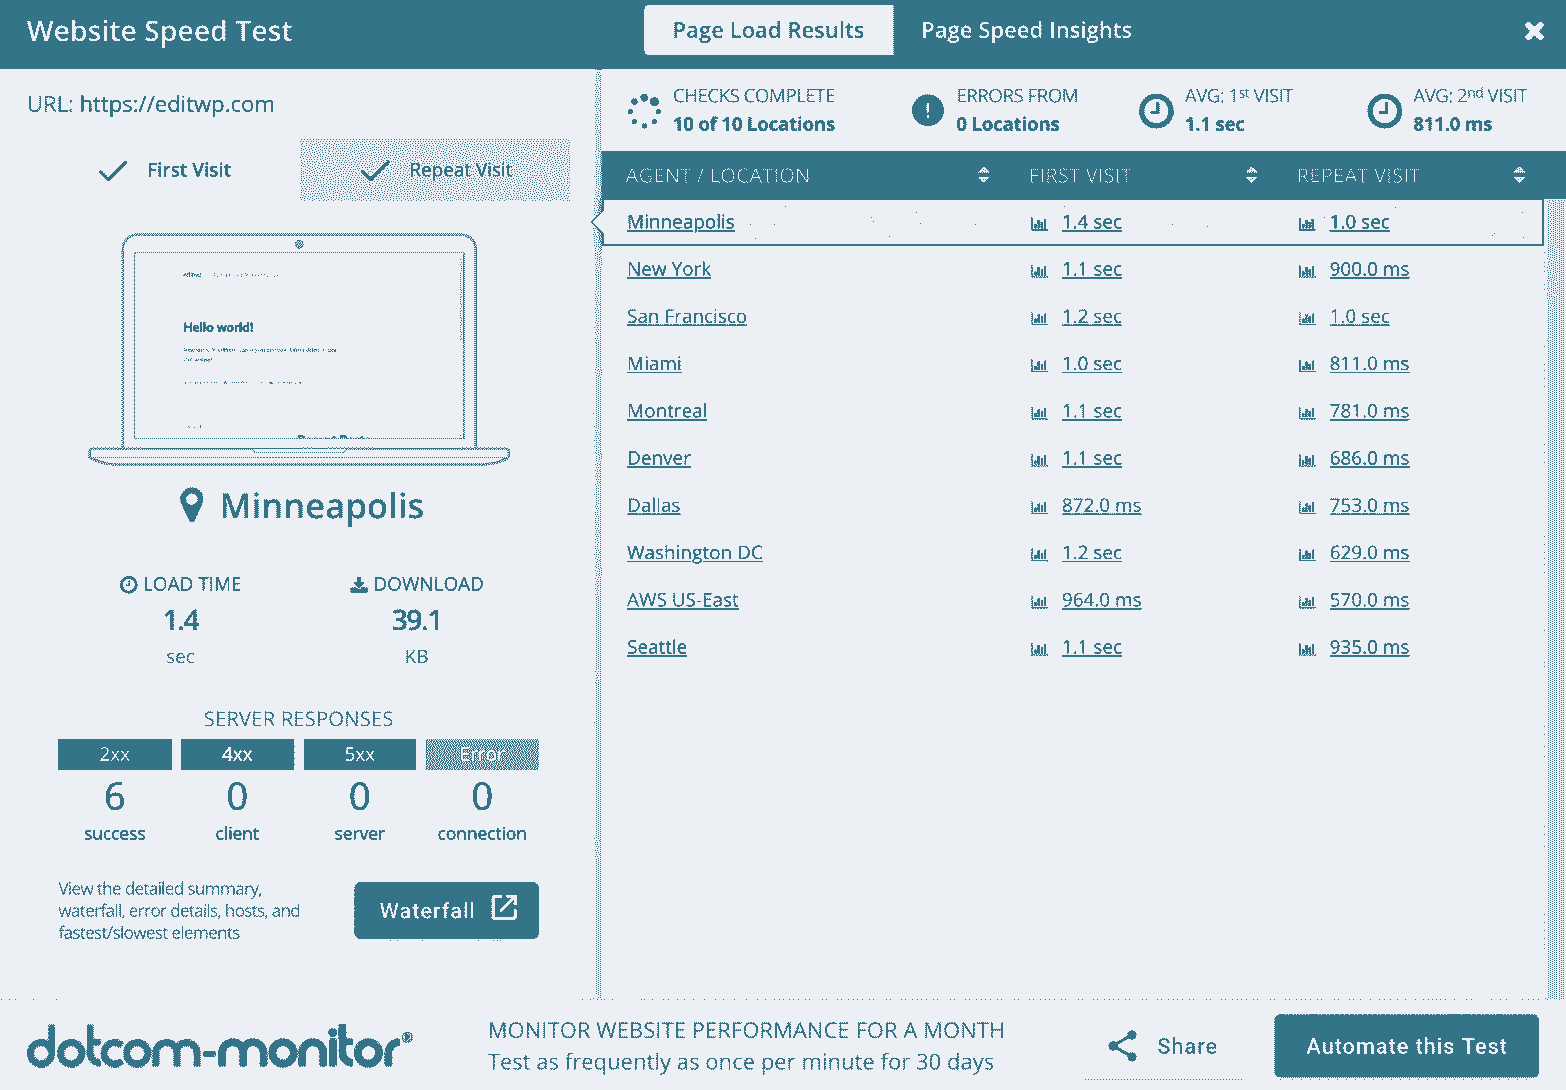 Website Speed Test
Page Load Results
Page Speed Insights
URL: https://editwp.com
First Visit
Repeat Visit
Hello world!
Minneapolis
LOAD TIME
1.4
sec
DOWNLOAD
39.1
KB
SERVER RESPONSES
2xx 4xx 5xx Error
6 0 0 0
success client server connection
View the detailed summary,
waterfall, error details, hosts, and
fastest/slowest elements
Waterfall
CHECKS COMPLETE
10 of 10 Locations
ERRORS FROM
0 Locations
AVG: 1st VISIT
1.1 sec
AVG: 2nd VISIT
811.0 ms
AGENT / LOCATION FIRST VISIT REPEAT VISIT
Minneapolis 1.4 sec 1.0 sec
New York 1.1 sec 900.0 ms
San Francisco 1.2 sec 1.0 sec
Miami 1.0 sec 811.0 ms
Montreal 1.1 sec 781.0 ms
Denver 1.1 sec 686.0 ms
Dallas 872.0 ms 753.0 ms
Washington DC 1.2 sec 629.0 ms
AWS US-East 964.0 ms 570.0 ms
Seattle 1.1 sec 935.0 ms
dotcom-monitor®
MONITOR WEBSITE PERFORMANCE FOR A MONTH
Test as frequently as once per minute for 30 days
Share
Automate this Test